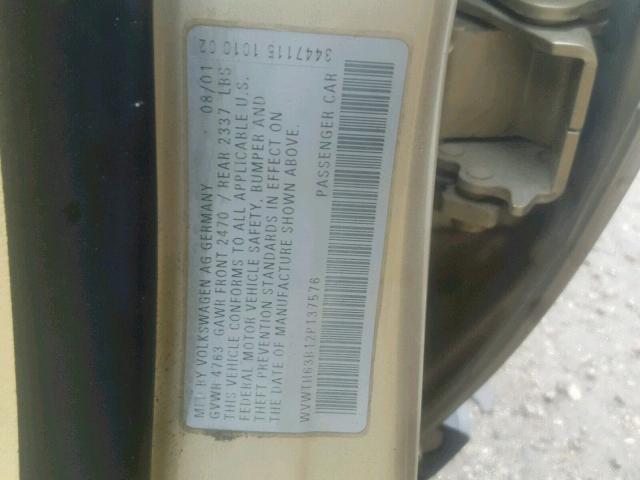 MFD. BY VOLKSWAGEN AG GERMANY 08/01
GVWR 4763 GAWR FRONT 2470 / REAR 2337 LBS
THIS VEHICLE CONFORMS TO ALL APPLICABLE U.S.
FEDERAL MOTOR VEHICLE SAFETY, BUMPER AND
THEFT PREVENTION STANDARDS IN EFFECT ON
THE DATE OF MANUFACTURE SHOWN ABOVE.
WVWTH63B12P137576 PASSENGER CAR
3447115 1010 02